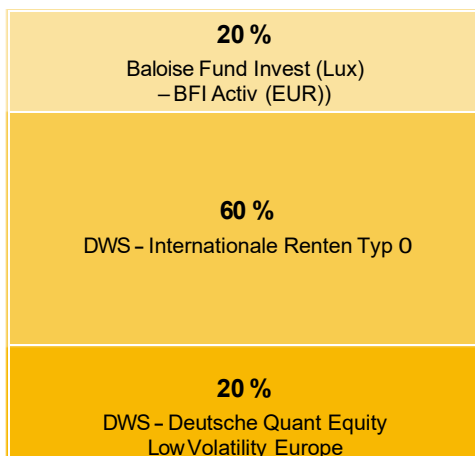 20 %
Baloise Fund Invest (Lux)
– BFI Activ (EUR))
60 %
DWS – Internationale Renten Typ O
20 %
DWS – Deutsche Quant Equity
Low Volatility Europe